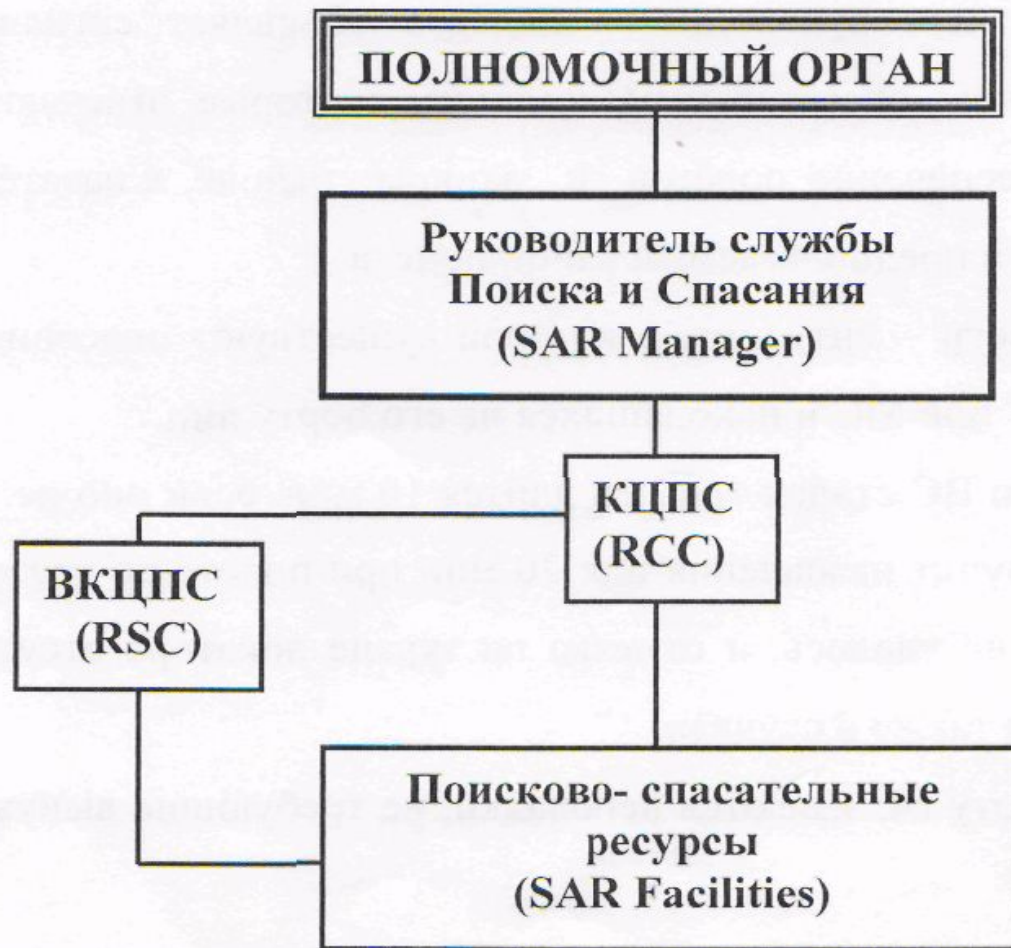 ПОЛНОМОЧНЫЙ ОРГАН
Руководитель службы
Поиска и Спасания
(SAR Manager)
КЦПС
(RCC)
ВКЦПС
(RSC)
Поисково- спасательные
ресурсы
(SAR Facilities)